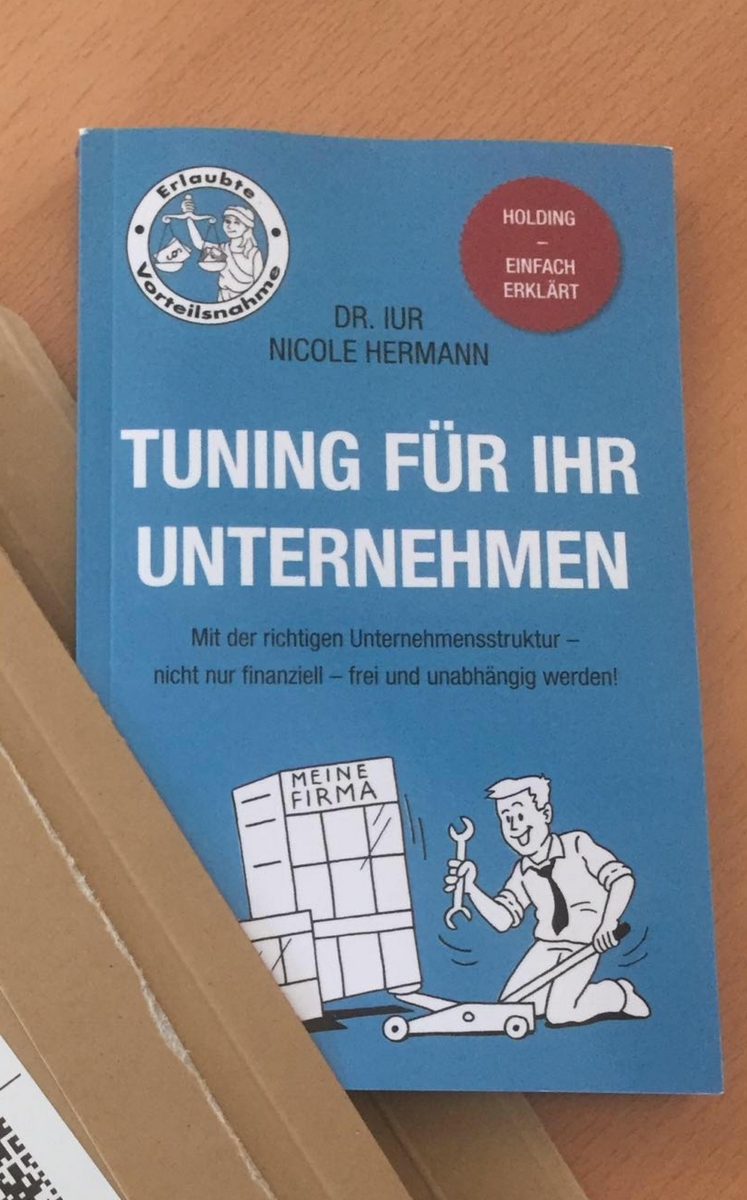 Erlaubte
Vorteilsnahme
HOLDING
–
EINFACH
ERKLÄRT
DR. IUR
NICOLE HERMANN
TUNING FÜR IHR
UNTERNEHMEN
Mit der richtigen Unternehmensstruktur –
nicht nur finanziell – frei und unabhängig werden!
MEINE
FIRMA